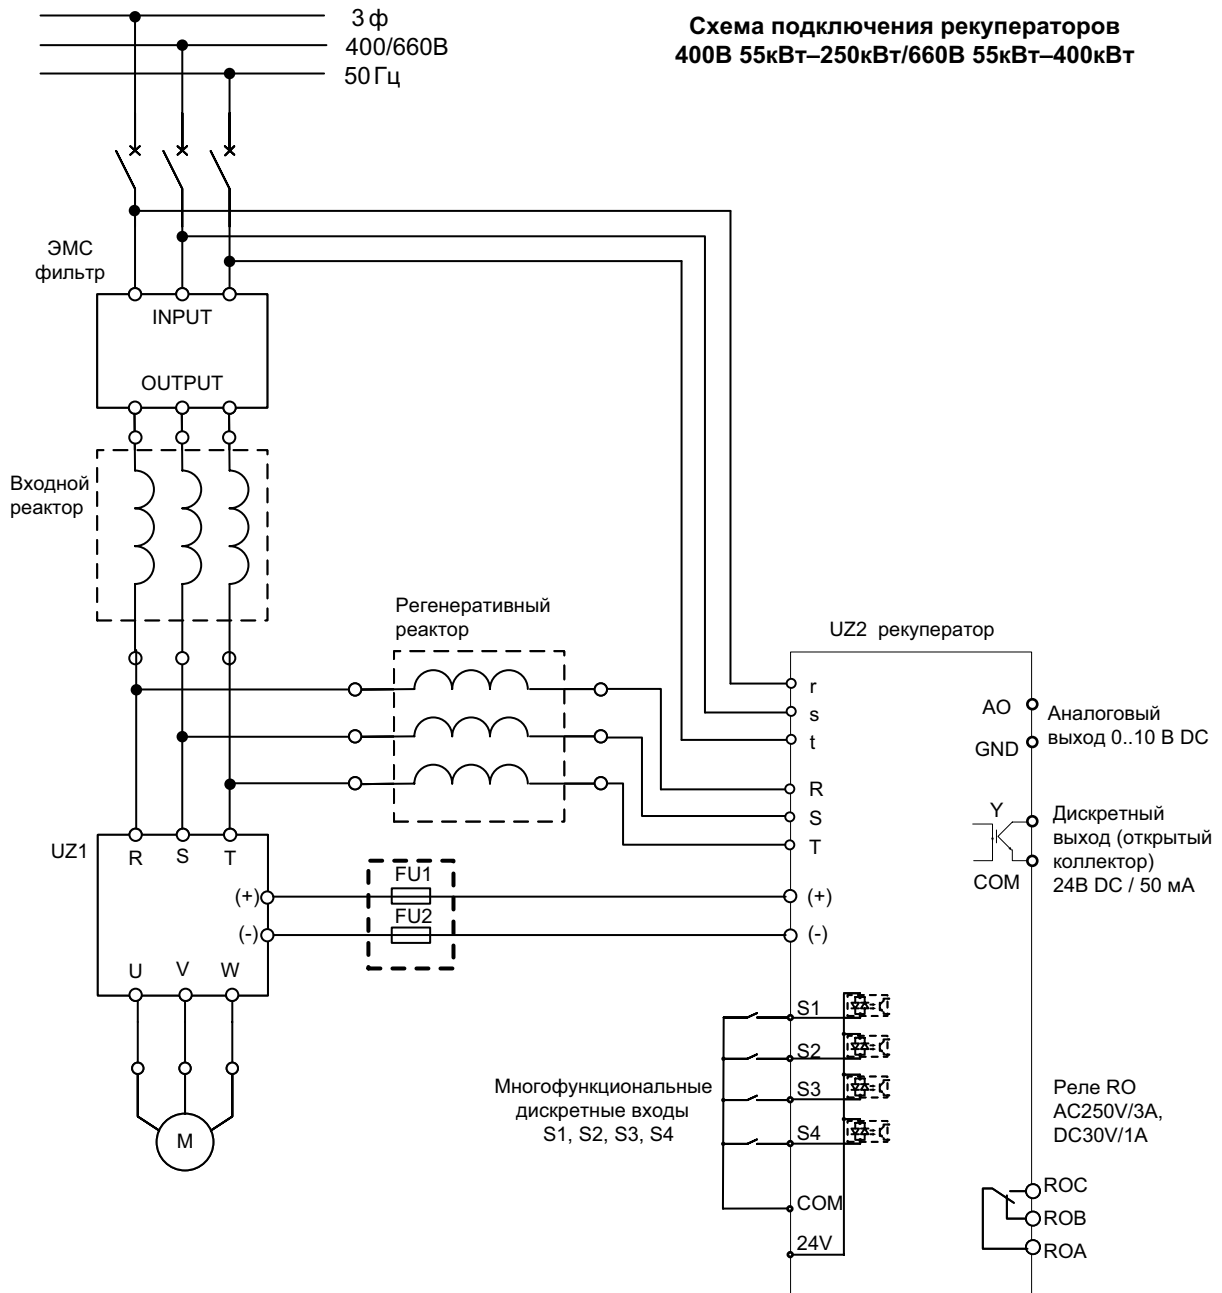 3 ф
400/660В
50 Гц
Схема подключения рекуператоров
400В 55кВт–250кВт/660В 55кВт–400кВт
ЭМС
фильтр
INPUT
OUTPUT
Входной
реактор
Регенеративный
реактор
UZ2 рекуператор
r
s
t
R
S
T
(+)
(-)
AO
GND
Аналоговый
выход 0..10 В DC
Y
COM
Дискретный
выход (открытый
коллектор)
24В DC / 50 мА
UZ1
R S T
(+)
(-)
U V W
FU1
FU2
M
S1
S2
S3
S4
COM
24V
Многофункциональные
дискретные входы
S1, S2, S3, S4
Реле RO
AC250V/3A,
DC30V/1A
ROC
ROB
ROA